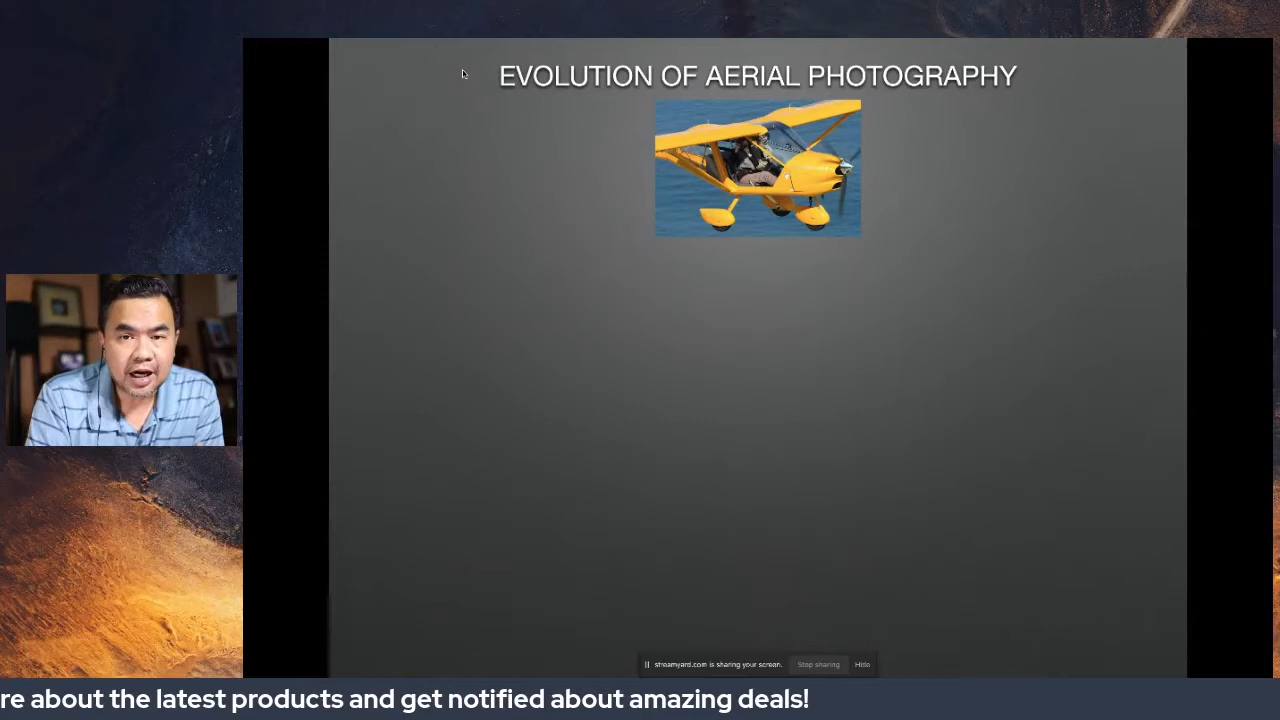 EVOLUTION OF AERIAL PHOTOGRAPHY
streamyard.com is sharing your screen.
Stop sharing
Hide
re about the latest products and get notified about amazing deals!